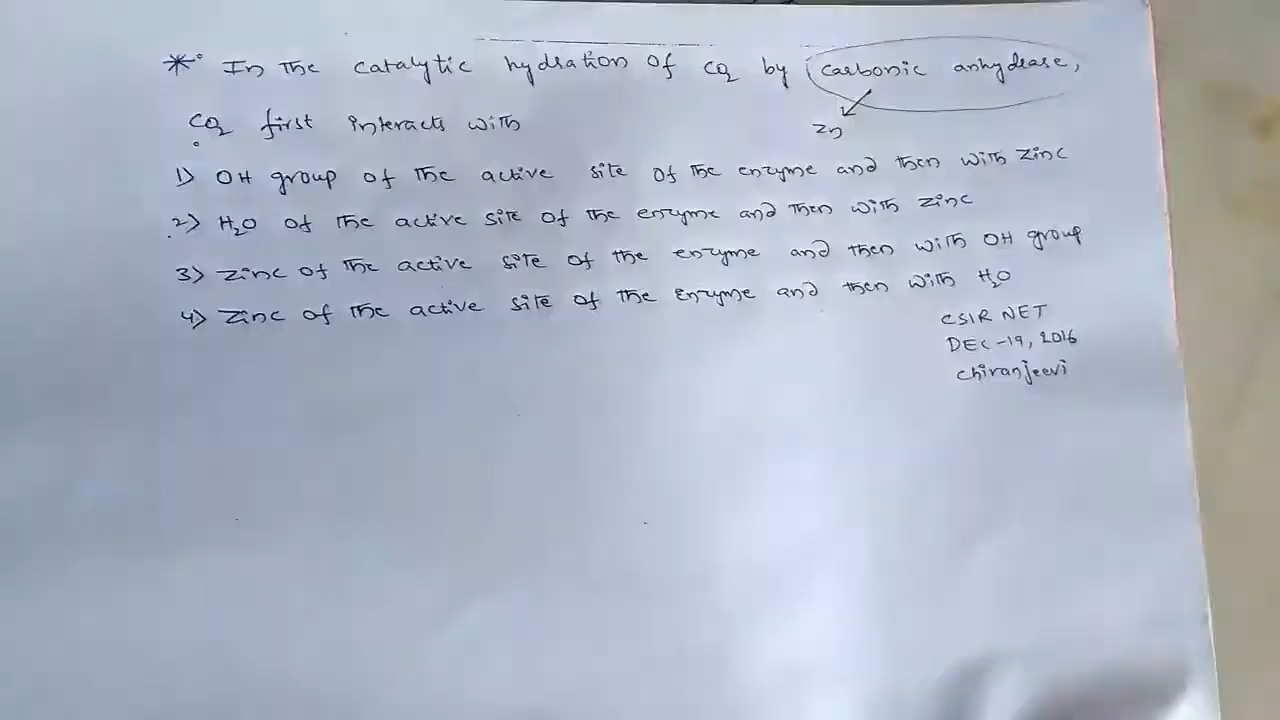 *: In The catalytic hydration of CO2 by carbonic anhydrase,
CO2 first interacts with
Zn
1) OH group of The active site of The enzyme and then with Zinc
2) H2O of The active site of The enzyme and Then with zinc
3) Zinc of The active site of the enzyme and then with OH group
4) Zinc of The active site of The enzyme and then with H2O
CSIR NET
DEC-19, 2016
chiranjeevi